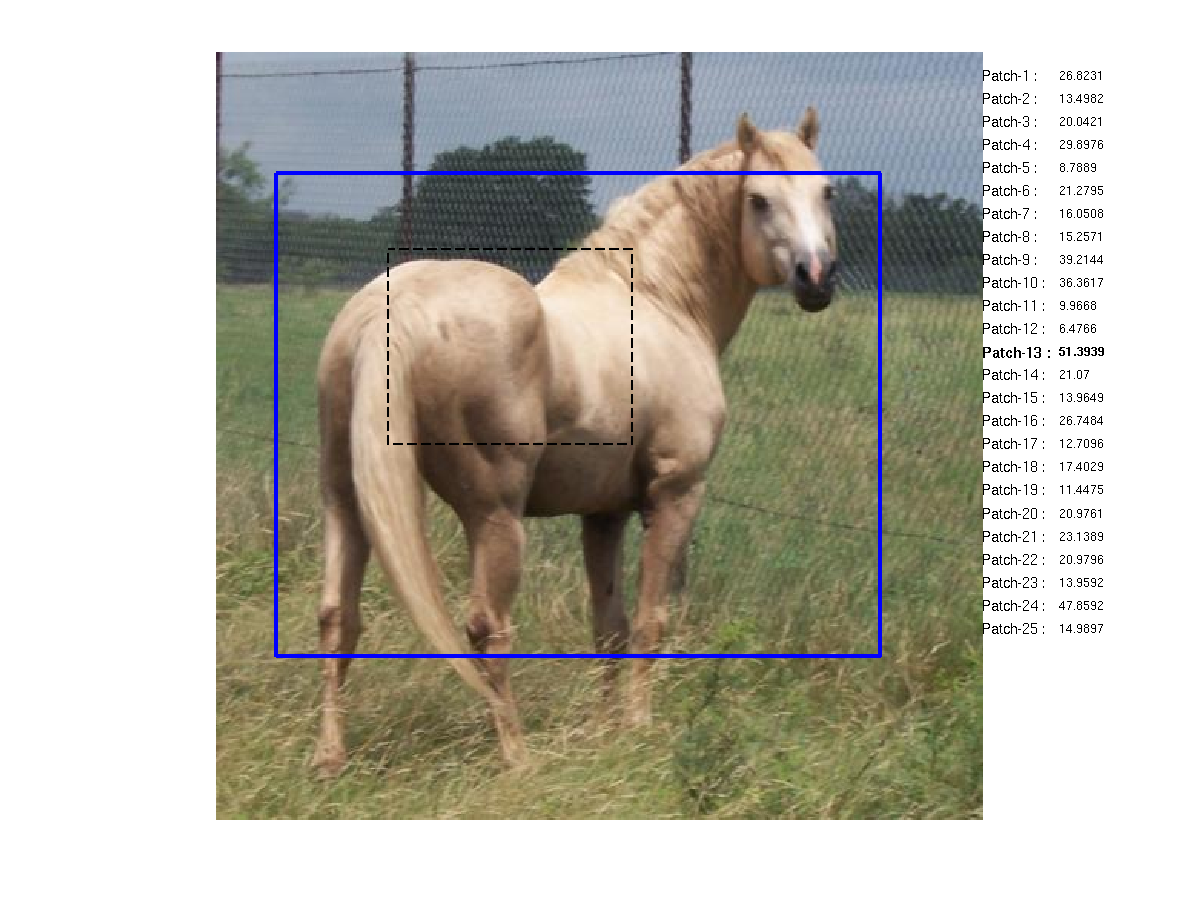 Patch-1 : 26.8231
Patch-2 : 13.4982
Patch-3 : 20.0421
Patch-4 : 29.8976
Patch-5 : 8.7889
Patch-6 : 21.2795
Patch-7 : 16.0508
Patch-8 : 15.2571
Patch-9 : 39.2144
Patch-10 : 36.3617
Patch-11 : 9.9668
Patch-12 : 6.4766
Patch-13 : 51.3939
Patch-14 : 21.07
Patch-15 : 13.9649
Patch-16 : 26.7484
Patch-17 : 12.7096
Patch-18 : 17.4029
Patch-19 : 11.4475
Patch-20 : 20.9761
Patch-21 : 23.1389
Patch-22 : 20.9796
Patch-23 : 13.9592
Patch-24 : 47.8592
Patch-25 : 14.9897